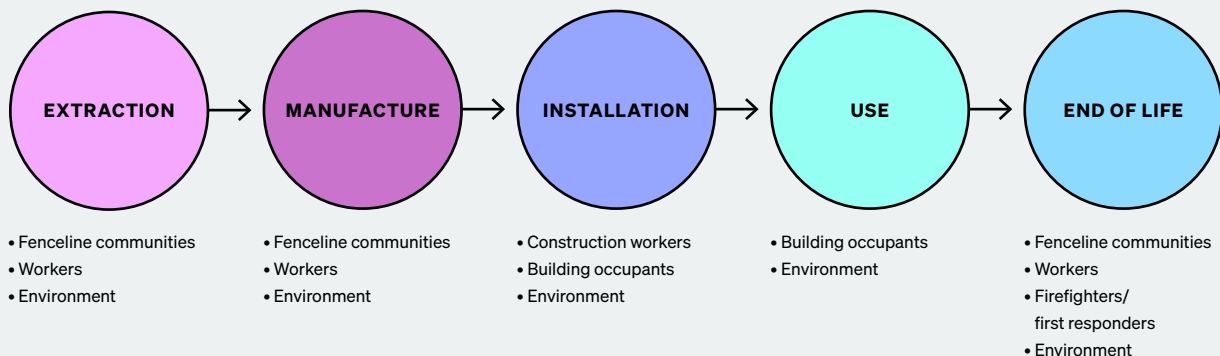 EXTRACTION
MANUFACTURE
INSTALLATION
USE
END OF LIFE
• Fenceline communities
• Workers
• Environment
• Fenceline communities
• Workers
• Environment
• Construction workers
• Building occupants
• Environment
• Building occupants
• Environment
• Fenceline communities
• Workers
• Firefighters/
first responders
• Environment